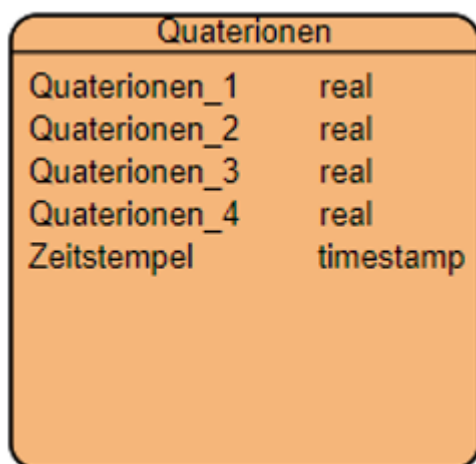 Quaterionen
Quaterionen_1 real
Quaterionen_2 real
Quaterionen_3 real
Quaterionen_4 real
Zeitstempel timestamp